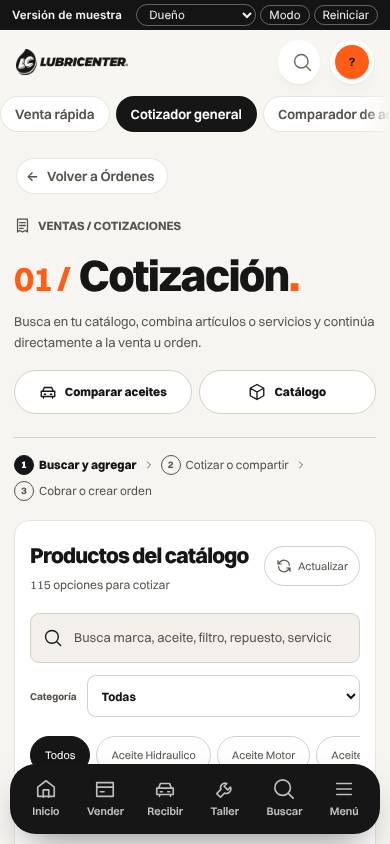 Versión de muestra Dueño Modo Reiniciar
LUBRICENTER. ?
Venta rápida Cotizador general Comparador de
← Volver a Órdenes
VENTAS / COTIZACIONES
01 / Cotización.
Busca en tu catálogo, combina artículos o servicios y continúa
directamente a la venta u orden.
Comparar aceites Catálogo
1 Buscar y agregar 2 Cotizar o compartir
3 Cobrar o crear orden
Productos del catálogo Actualizar
115 opciones para cotizar
Busca marca, aceite, filtro, repuesto, servicio
Categoría Todas
Todos Aceite Hidraulico Aceite Motor Aceite
Inicio Vender Recibir Taller Buscar Menú